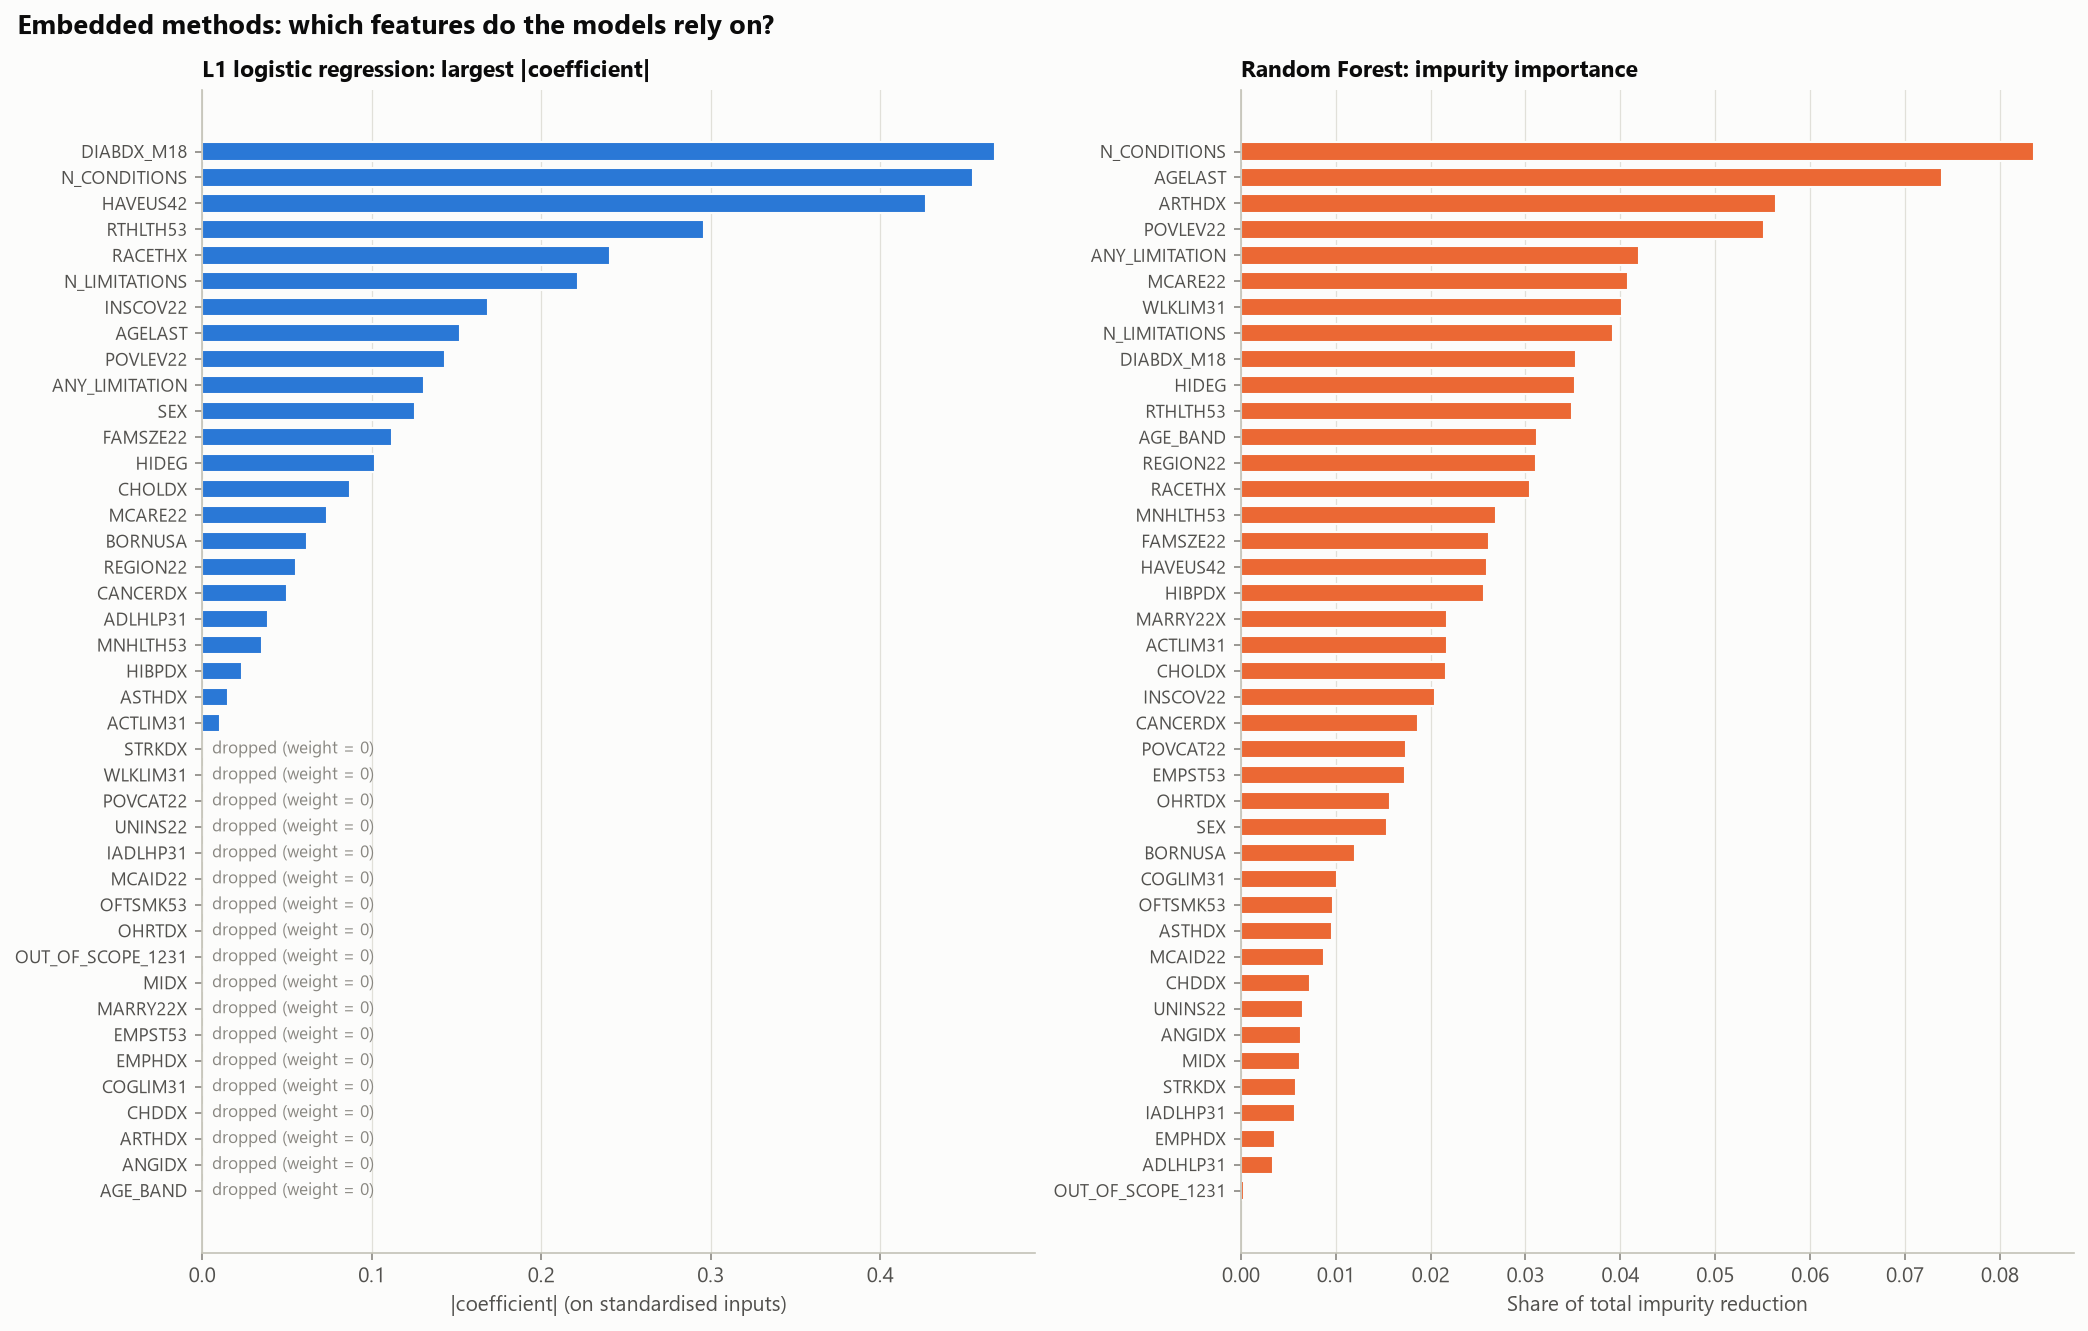 Embedded methods: which features do the models rely on?
L1 logistic regression: largest |coefficient|
DIABDX_M18
N_CONDITIONS
HAVEUS42
RTHLTH53
RACETHX
N_LIMITATIONS
INSCOV22
AGELAST
POVLEV22
ANY_LIMITATION
SEX
FAMSZE22
HIDEG
CHOLDX
MCARE22
BORNUSA
REGION22
CANCERDX
ADLHLP31
MNHLTH53
HIBPDX
ASTHDX
ACTLIM31
STRKDX dropped (weight = 0)
WLKLIM31 dropped (weight = 0)
POVCAT22 dropped (weight = 0)
UNINS22 dropped (weight = 0)
IADLHP31 dropped (weight = 0)
MCAID22 dropped (weight = 0)
OFTSMK53 dropped (weight = 0)
OHRTDX dropped (weight = 0)
OUT_OF_SCOPE_1231 dropped (weight = 0)
MIDX dropped (weight = 0)
MARRY22X dropped (weight = 0)
EMPST53 dropped (weight = 0)
EMPHDX dropped (weight = 0)
COGLIM31 dropped (weight = 0)
CHDDX dropped (weight = 0)
ARTHDX dropped (weight = 0)
ANGIDX dropped (weight = 0)
AGE_BAND dropped (weight = 0)
0.0 0.1 0.2 0.3 0.4
|coefficient| (on standardised inputs)
Random Forest: impurity importance
N_CONDITIONS
AGELAST
ARTHDX
POVLEV22
ANY_LIMITATION
MCARE22
WLKLIM31
N_LIMITATIONS
DIABDX_M18
HIDEG
RTHLTH53
AGE_BAND
REGION22
RACETHX
MNHLTH53
FAMSZE22
HAVEUS42
HIBPDX
MARRY22X
ACTLIM31
CHOLDX
INSCOV22
CANCERDX
POVCAT22
EMPST53
OHRTDX
SEX
BORNUSA
COGLIM31
OFTSMK53
ASTHDX
MCAID22
CHDDX
UNINS22
ANGIDX
MIDX
STRKDX
IADLHP31
EMPHDX
ADLHLP31
OUT_OF_SCOPE_1231
0.00 0.01 0.02 0.03 0.04 0.05 0.06 0.07 0.08
Share of total impurity reduction